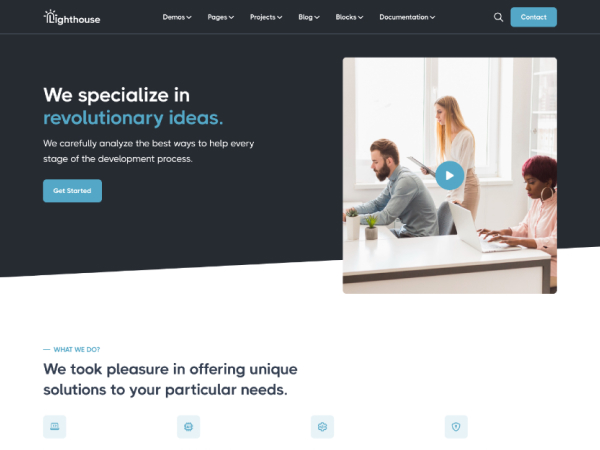 Lighthouse
Demos Pages Projects Blog Blocks Documentation Contact
We specialize in
revolutionary ideas.
We carefully analyze the best ways to help every
stage of the development process.
Get Started
WHAT WE DO?
We took pleasure in offering unique
solutions to your particular needs.